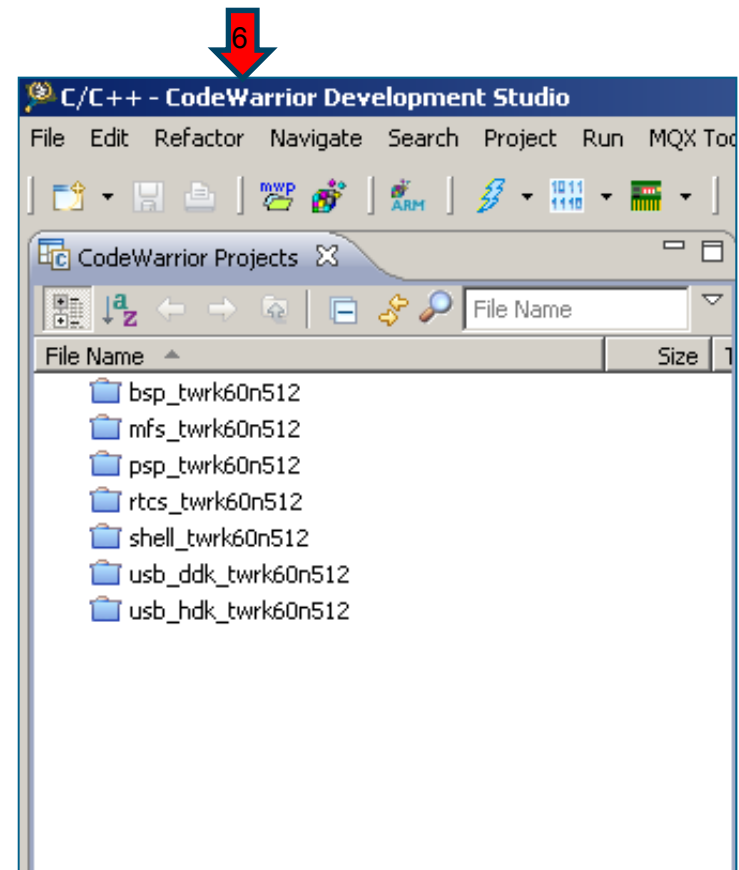 6
C/C++ - CodeWarrior Development Studio
File Edit Refactor Navigate Search Project Run MQX Too
mwp ARM 1011 1110
CodeWarrior Projects
a z File Name
File Name Size T
bsp_twrk60n512
mfs_twrk60n512
psp_twrk60n512
rtcs_twrk60n512
shell_twrk60n512
usb_ddk_twrk60n512
usb_hdk_twrk60n512